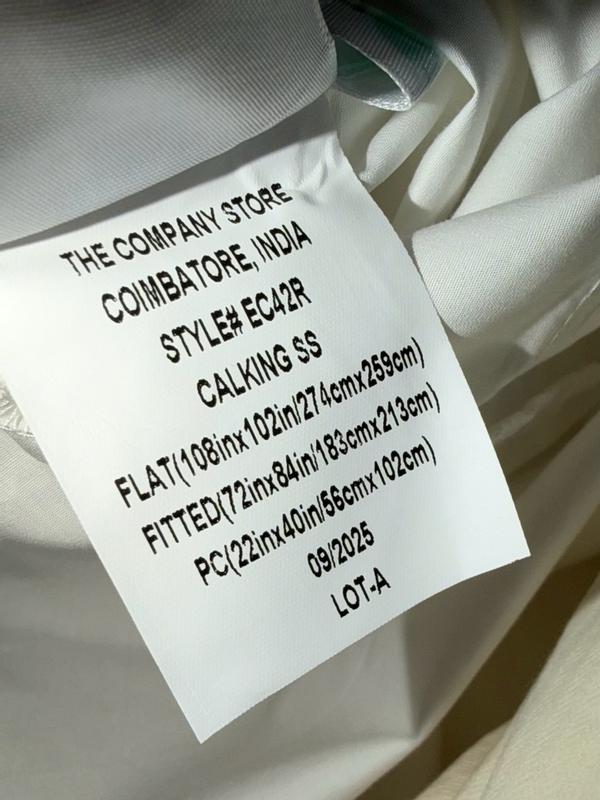 THE COMPANY STORE
COIMBATORE, INDIA
STYLE# EC42R
CALKING SS
FLAT(108inx102in/274cmx259cm)
FITTED(72inx84in/183cmx213cm)
PC(22inx40in/56cmx102cm)
09/2025
LOT-A